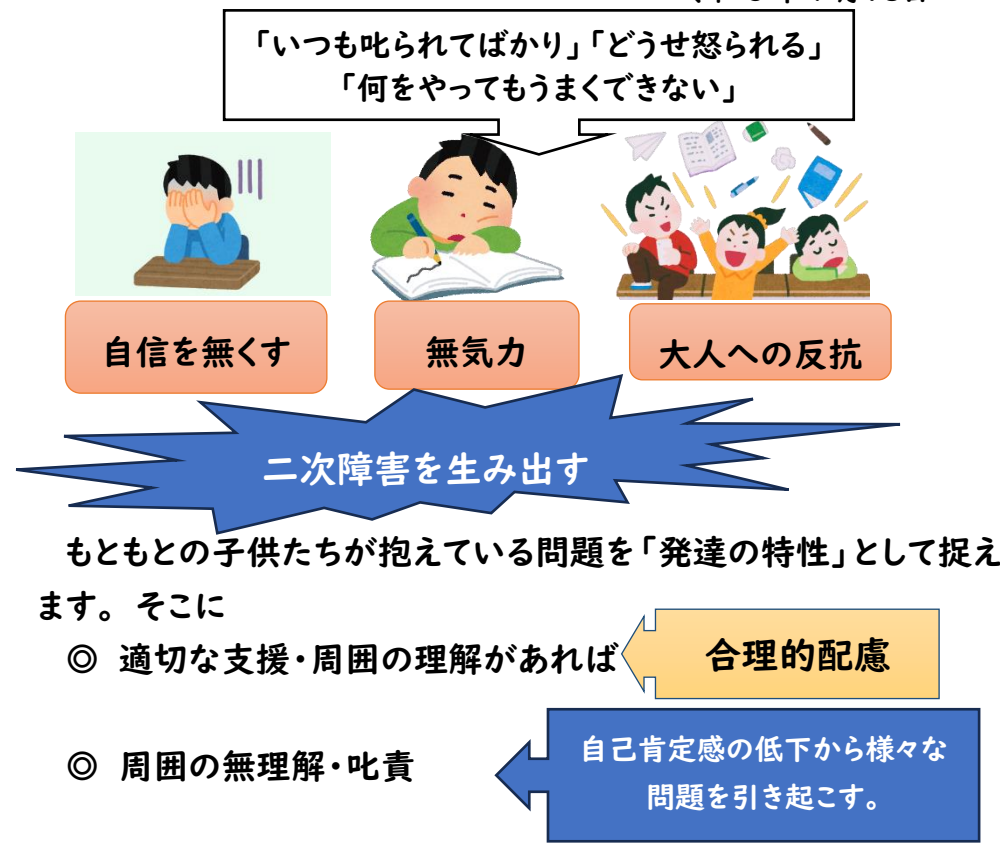 「いつも叱られてばかり」「どうせ怒られる」
「何をやってもうまくできない」
自信を無くす
無気力
大人への反抗
二次障害を生み出す
もともとの子供たちが抱えている問題を「発達の特性」として捉え
ます。そこに
◎ 適切な支援・周囲の理解があれば
合理的配慮
◎ 周囲の無理解・叱責
自己肯定感の低下から様々な
問題を引き起こす。